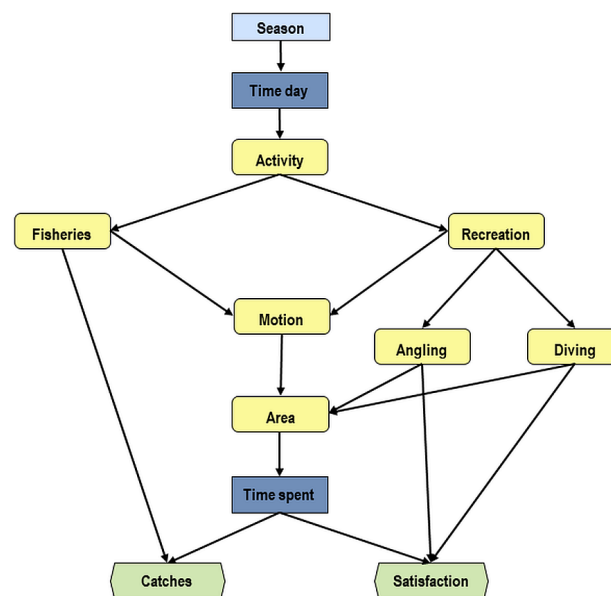 Season
Time day
Activity
Fisheries
Recreation
Motion
Angling
Diving
Area
Time spent
Catches
Satisfaction